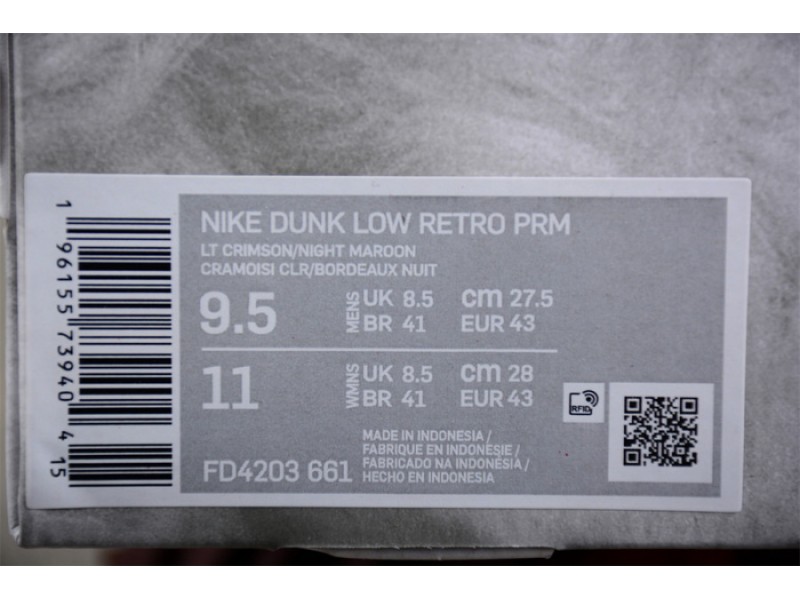 NIKE DUNK LOW RETRO PRM
LT CRIMSON/NIGHT MAROON
CRAMOISI CLR/BORDEAUX NUIT
9.5 MENS UK 8.5 cm 27.5
BR 41 EUR 43
11 WMNS UK 8.5 cm 28
BR 41 EUR 43
RFID
FD4203 661
MADE IN INDONESIA /
FABRIQUE EN INDONÉSIE /
FABRICADO NA INDONÉSIA /
HECHO EN INDONESIA
1 96155 73940 4 15